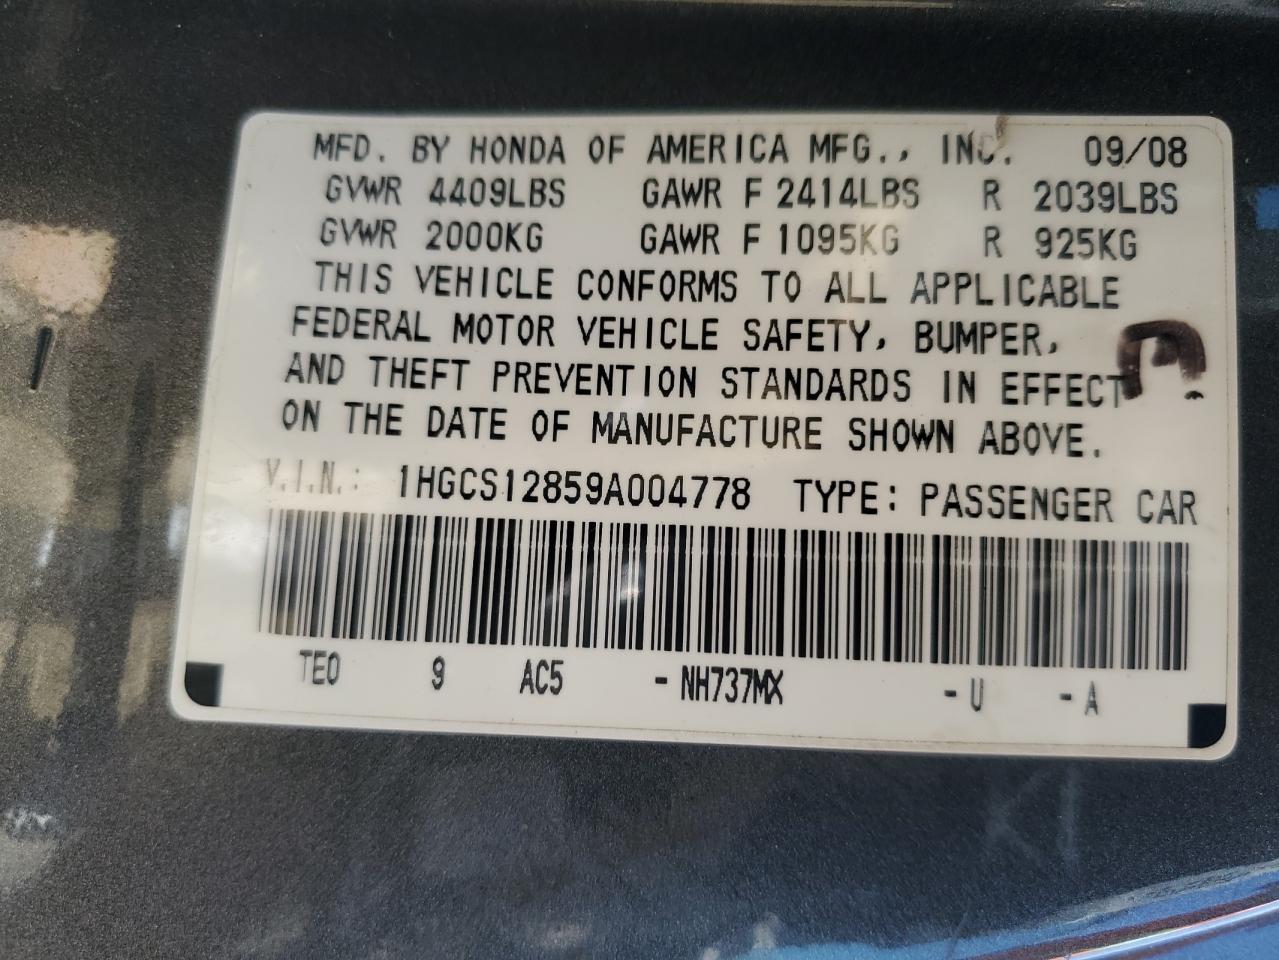 MFD. BY HONDA OF AMERICA MFG., INC. 09/08
GVWR 4409LBS GAWR F 2414LBS R 2039LBS
GVWR 2000KG GAWR F 1095KG R 925KG
THIS VEHICLE CONFORMS TO ALL APPLICABLE
FEDERAL MOTOR VEHICLE SAFETY, BUMPER,
AND THEFT PREVENTION STANDARDS IN EFFECT
ON THE DATE OF MANUFACTURE SHOWN ABOVE.
V.I.N.: 1HGCS12859A004778 TYPE: PASSENGER CAR
TE0 9 AC5 -NH737MX -U -A